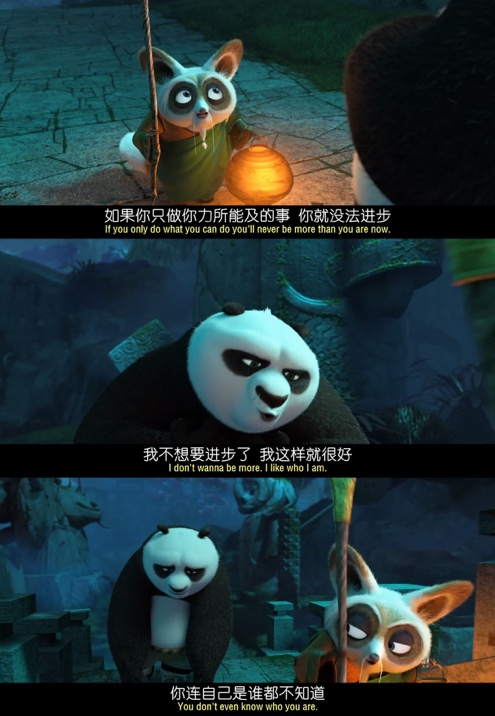 如果你只做你力所能及的事 你就没法进步
If you only do what you can do you'll never be more than you are now.
我不想要进步了 我这样就很好
I don't wanna be more. I like who I am.
你连自己是谁都不知道
You don't even know who you are.